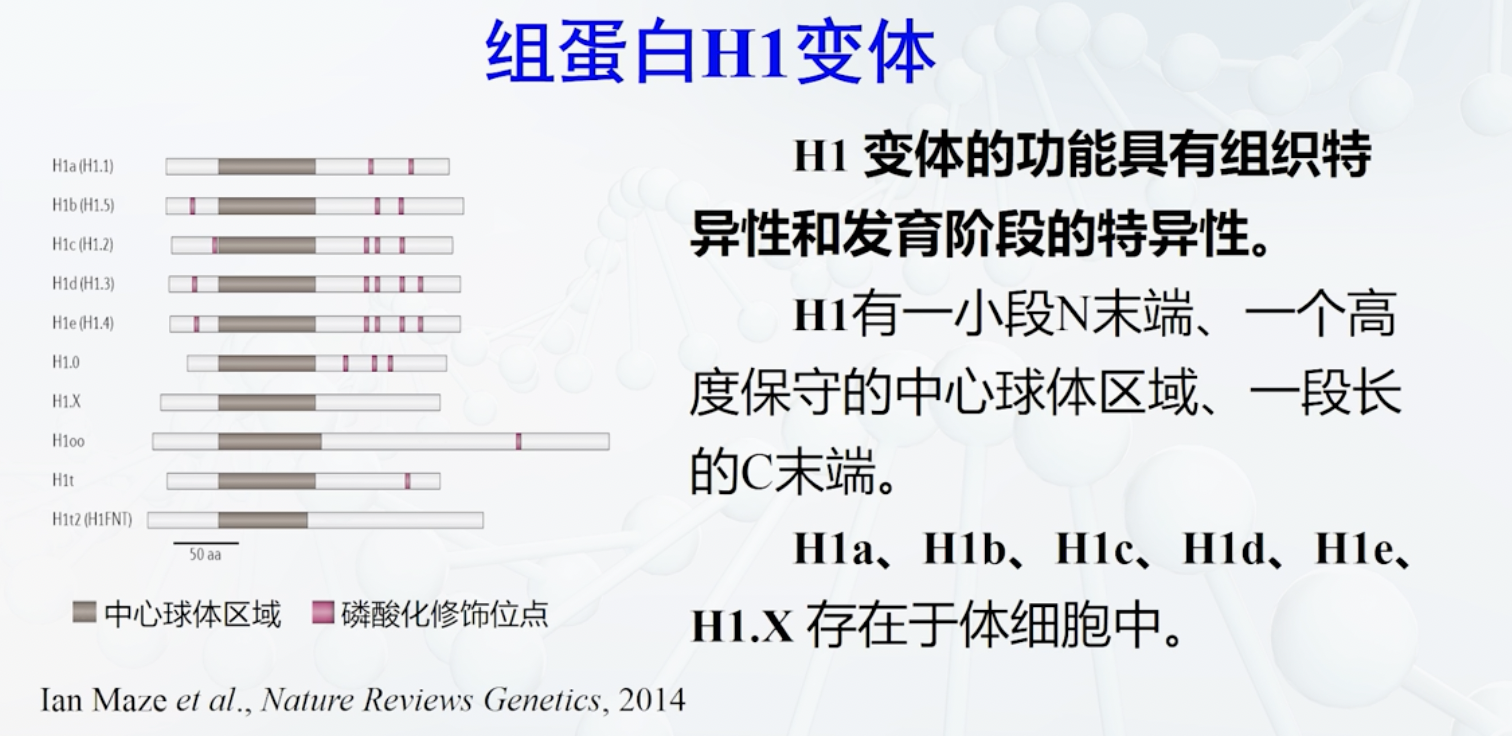 组蛋白H1变体
H1a (H1.1)
H1b (H1.5)
H1c (H1.2)
H1d (H1.3)
H1e (H1.4)
H1.0
H1.X
H1oo
H1t
H1t2 (H1FNT)
50 aa
中心球体区域 磷酸化修饰位点
Ian Maze et al., Nature Reviews Genetics, 2014
H1 变体的功能具有组织特
异性和发育阶段的特异性。
H1有一小段N末端、一个高
度保守的中心球体区域、一段长
的C末端。
H1a、H1b、H1c、H1d、H1e、
H1.X 存在于体细胞中。